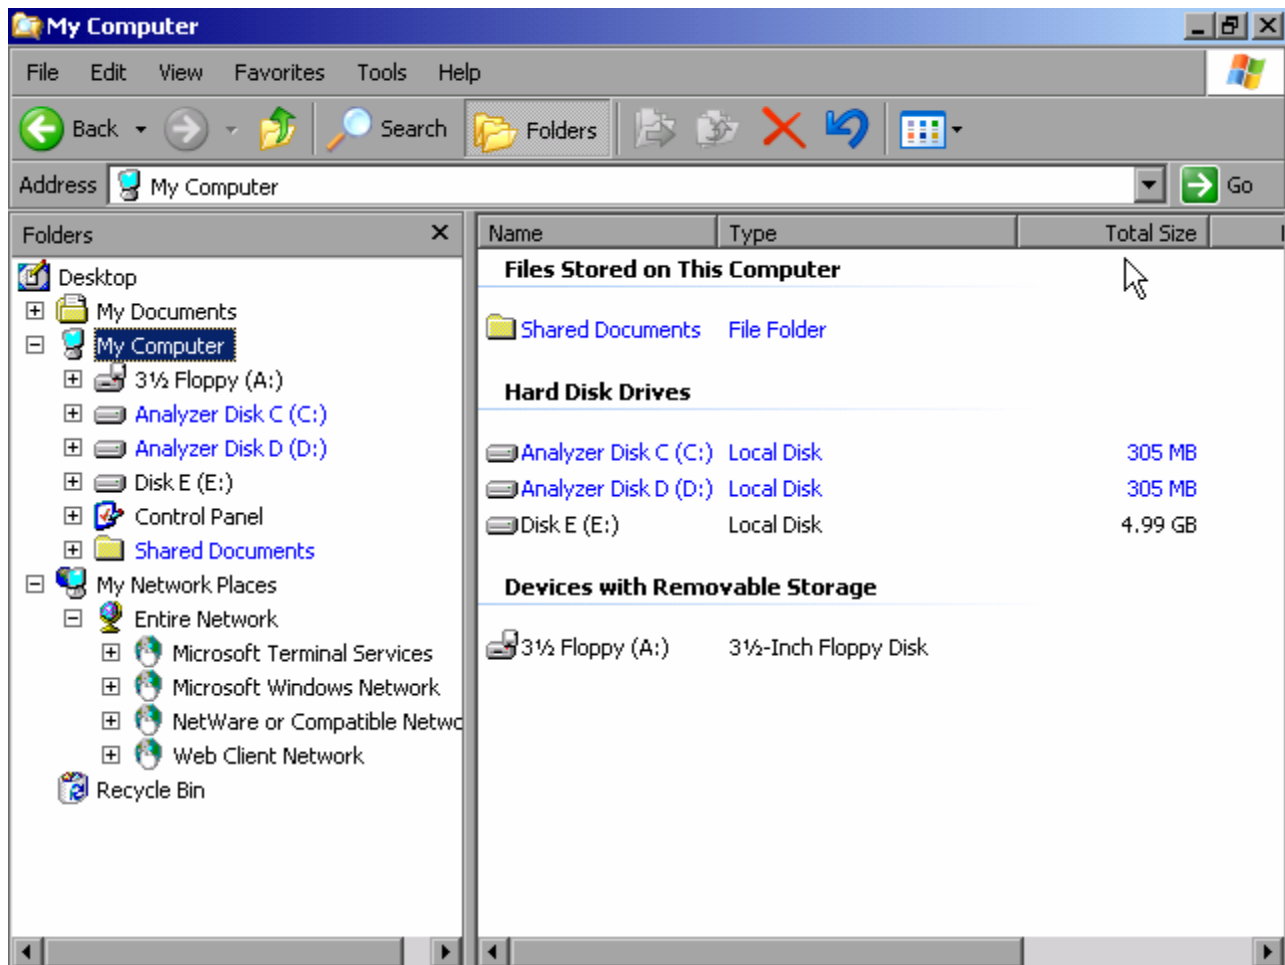 My Computer
File Edit View Favorites Tools Help
Back Search Folders
Address My Computer Go
Folders
Desktop
My Documents
My Computer
3½ Floppy (A:)
Analyzer Disk C (C:)
Analyzer Disk D (D:)
Disk E (E:)
Control Panel
Shared Documents
My Network Places
Entire Network
Microsoft Terminal Services
Microsoft Windows Network
NetWare or Compatible Netwo
Web Client Network
Recycle Bin
Name Type Total Size
Files Stored on This Computer
Shared Documents File Folder
Hard Disk Drives
Analyzer Disk C (C:) Local Disk 305 MB
Analyzer Disk D (D:) Local Disk 305 MB
Disk E (E:) Local Disk 4.99 GB
Devices with Removable Storage
3½ Floppy (A:) 3½-Inch Floppy Disk